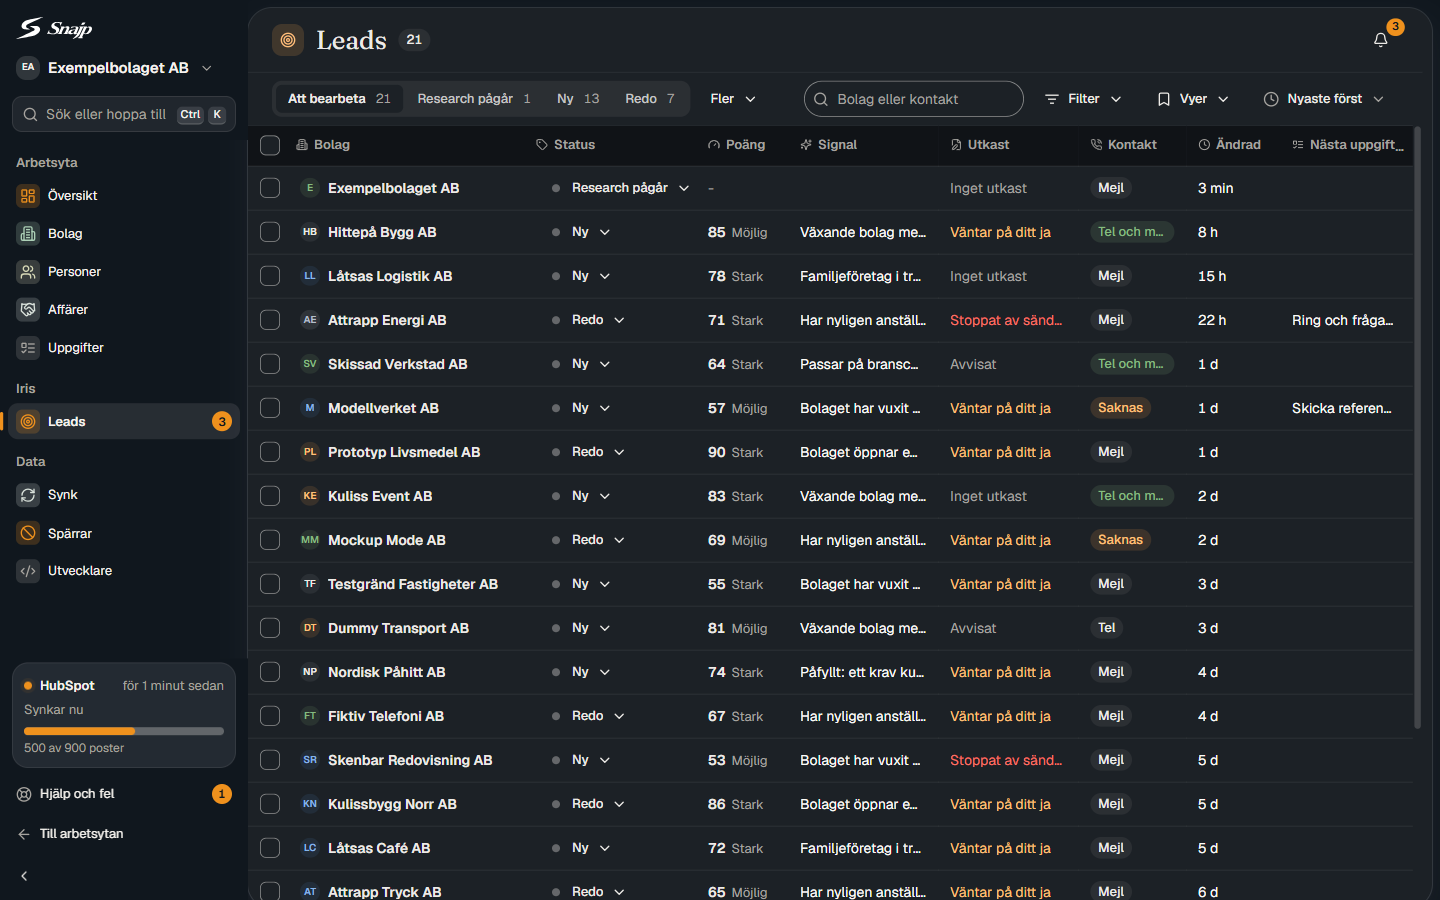 Snajp
EA Exempelbolaget AB
Sök eller hoppa till Ctrl K
Arbetsyta
Översikt
Bolag
Personer
Affärer
Uppgifter
Iris
Leads 3
Data
Synk
Spärrar
Utvecklare
HubSpot för 1 minut sedan
Synkar nu
500 av 900 poster
Hjälp och fel 1
Till arbetsytan
Leads 21
3
Att bearbeta 21 Research pågår 1 Ny 13 Redo 7 Fler Bolag eller kontakt Filter Vyer Nyaste först
Bolag Status Poäng Signal Utkast Kontakt Ändrad Nästa uppgift...
E Exempelbolaget AB Research pågår - Inget utkast Mejl 3 min
HB Hittepå Bygg AB Ny 85 Möjlig Växande bolag me... Väntar på ditt ja Tel och m... 8 h
LL Låtsas Logistik AB Ny 78 Stark Familjeföretag i tr... Inget utkast Mejl 15 h
AE Attrapp Energi AB Redo 71 Stark Har nyligen anställ... Stoppat av sänd... Mejl 22 h Ring och fråga...
SV Skissad Verkstad AB Ny 64 Stark Passar på bransc... Avvisat Tel och m... 1 d
M Modellverket AB Ny 57 Möjlig Bolaget har vuxit ... Väntar på ditt ja Saknas 1 d Skicka referen...
PL Prototyp Livsmedel AB Redo 90 Stark Bolaget öppnar e... Väntar på ditt ja Mejl 1 d
KE Kuliss Event AB Ny 83 Stark Växande bolag me... Inget utkast Tel och m... 2 d
MM Mockup Mode AB Redo 69 Möjlig Har nyligen anställ... Väntar på ditt ja Saknas 2 d
TF Testgränd Fastigheter AB Ny 55 Stark Bolaget har vuxit ... Väntar på ditt ja Mejl 3 d
DT Dummy Transport AB Ny 81 Möjlig Växande bolag me... Avvisat Tel 3 d
NP Nordisk Påhitt AB Ny 74 Stark Påfyllt: ett krav ku... Väntar på ditt ja Mejl 4 d
FT Fiktiv Telefoni AB Redo 67 Stark Har nyligen anställ... Väntar på ditt ja Mejl 4 d
SR Skenbar Redovisning AB Ny 53 Möjlig Bolaget har vuxit ... Stoppat av sänd... Mejl 5 d
KN Kulissbygg Norr AB Redo 86 Stark Bolaget öppnar e... Väntar på ditt ja Mejl 5 d
LC Låtsas Café AB Ny 72 Stark Familjeföretag i tr... Väntar på ditt ja Mejl 5 d
AT Attrapp Tryck AB Redo 65 Möjlig Har nyligen anställ... Väntar på ditt ja Mejl 6 d